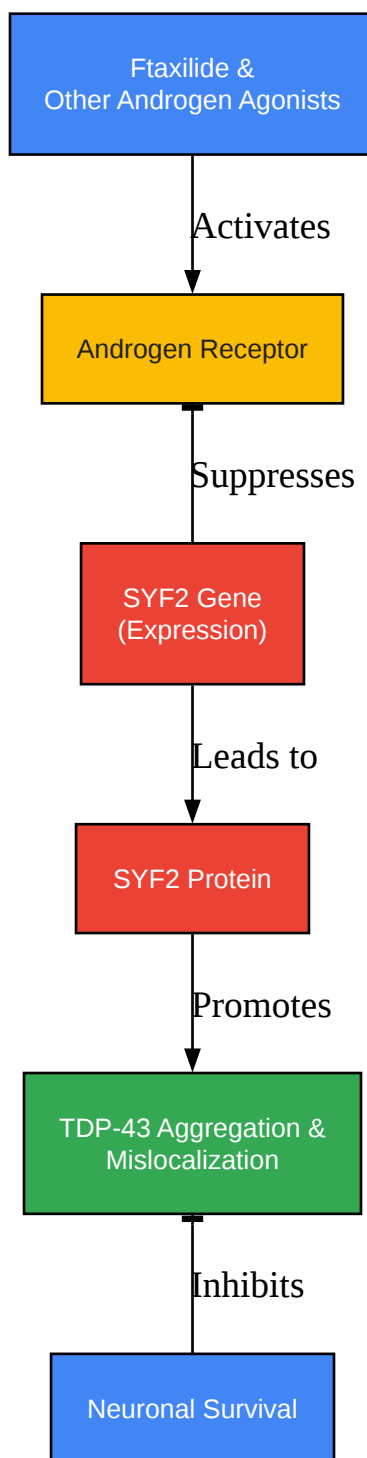 Ftaxilide &
Other Androgen Agonists
Activates
Androgen Receptor
Suppresses
SYF2 Gene
(Expression)
Leads to
SYF2 Protein
Promotes
TDP-43 Aggregation &
Mislocalization
Inhibits
Neuronal Survival